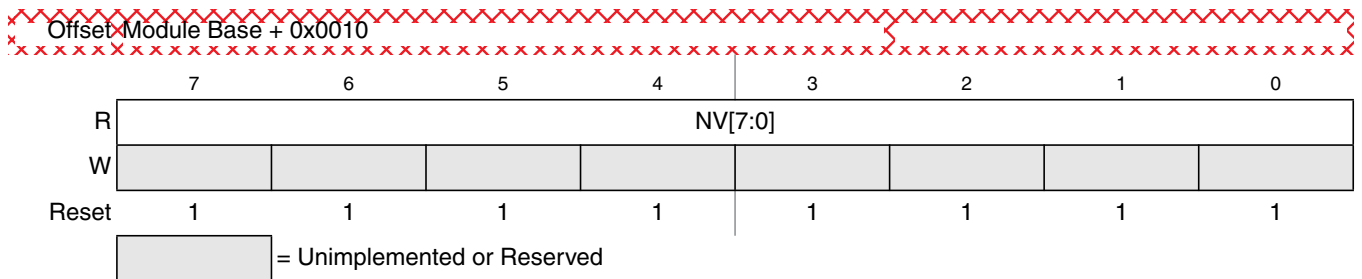 Offset Module Base + 0x0010
7 6 5 4 3 2 1 0
R NV[7:0]
W
Reset 1 1 1 1 1 1 1 1
= Unimplemented or Reserved